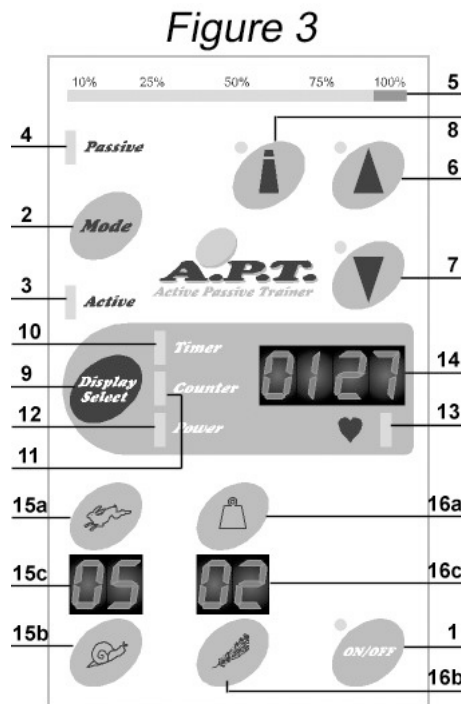 Figure 3
10% 25% 50% 75% 100% 5
8
4 Passive
6
2 Mode
A.P.T. 7
Active Passive Trainer
3 Active
10 Timer
9 Display Select Counter 0127 14
12 Power 13
11
15a 16a
15c 05 02 16c
15b ON/OFF 1
16b